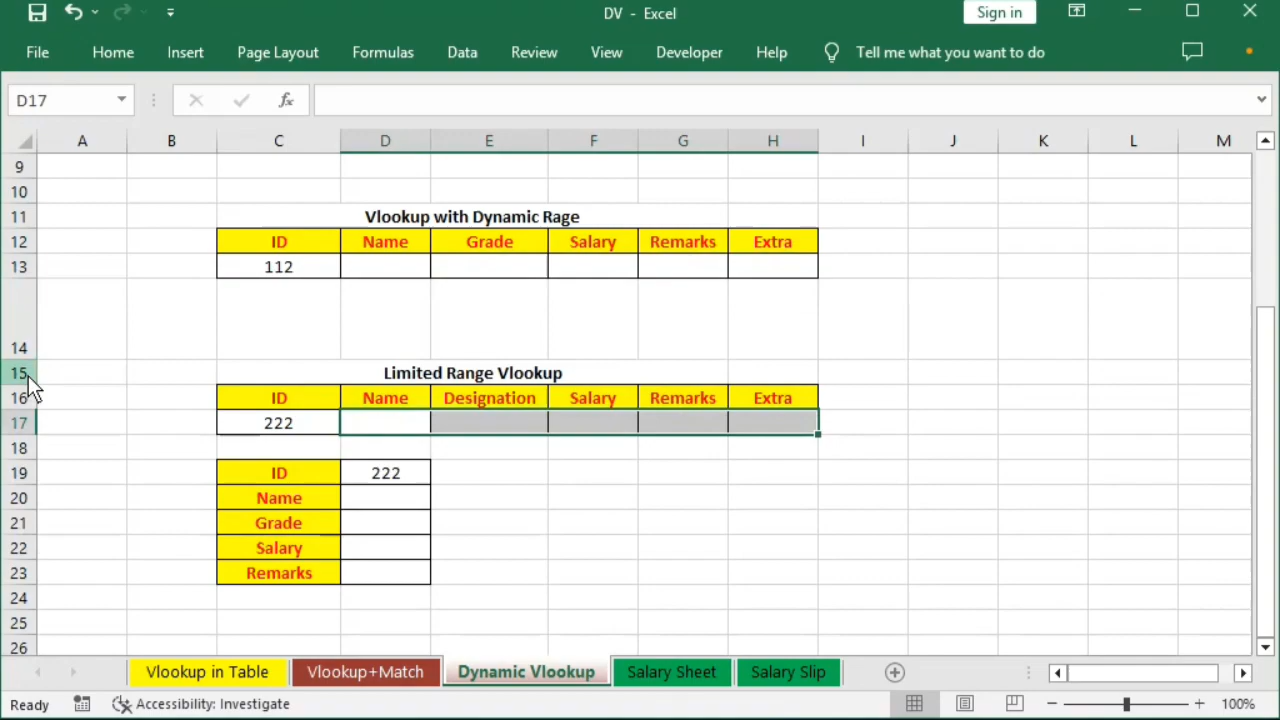 DV - Excel
Sign in
File Home Insert Page Layout Formulas Data Review View Developer Help Tell me what you want to do
D17 fx
A B C D E F G H I J K L M
9
10
11 Vlookup with Dynamic Rage
12 ID Name Grade Salary Remarks Extra
13 112
14
15 Limited Range Vlookup
16 ID Name Designation Salary Remarks Extra
17 222
18
19 ID 222
20 Name
21 Grade
22 Salary
23 Remarks
24
25
26
Vlookup in Table Vlookup+Match Dynamic Vlookup Salary Sheet Salary Slip
Ready Accessibility: Investigate 100%